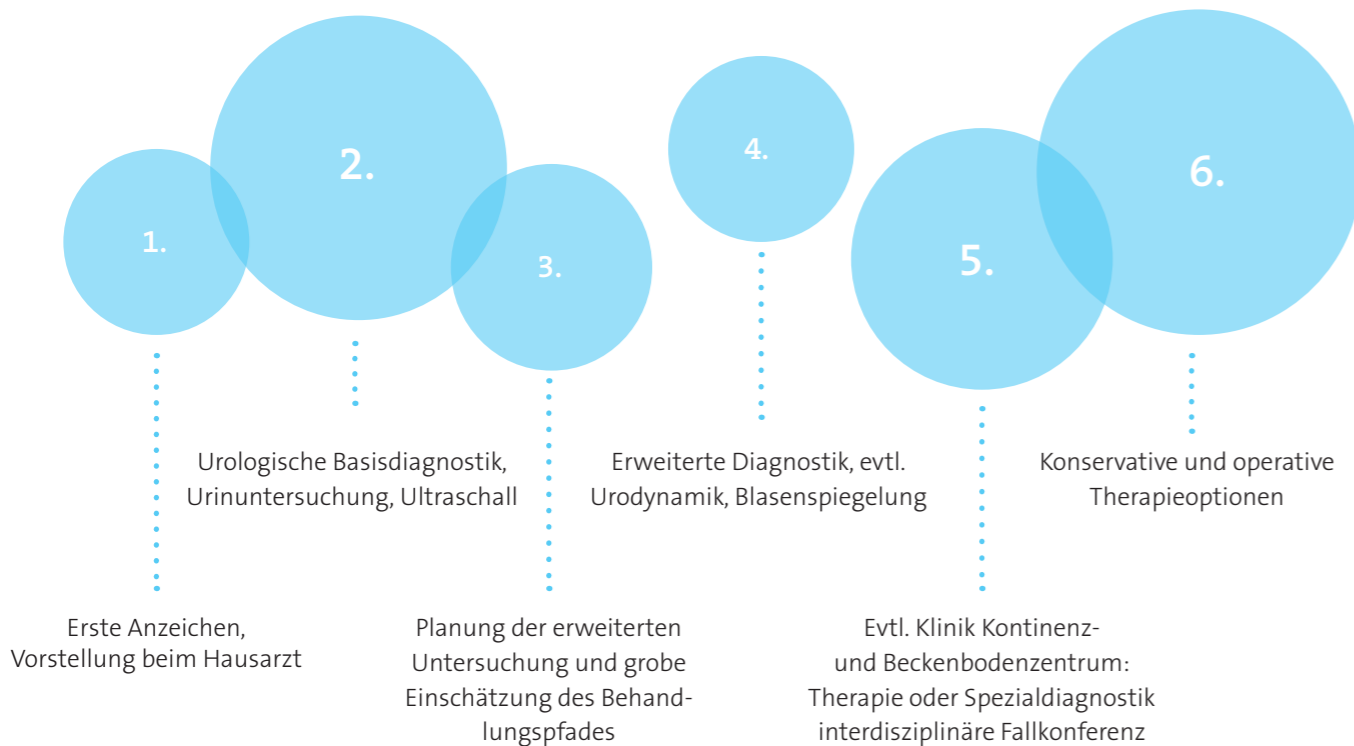 1.
2.
3.
4.
5.
6.
Urologische Basisdiagnostik,
Urinuntersuchung, Ultraschall
Erweiterte Diagnostik, evtl.
Urodynamik, Blasenspiegelung
Konservative und operative
Therapieoptionen
Erste Anzeichen,
Vorstellung beim Hausarzt
Planung der erweiterten
Untersuchung und grobe
Einschätzung des Behand-
lungspfades
Evtl. Klinik Kontinenz-
und Beckenbodenzentrum:
Therapie oder Spezialdiagnostik
interdisziplinäre Fallkonferenz